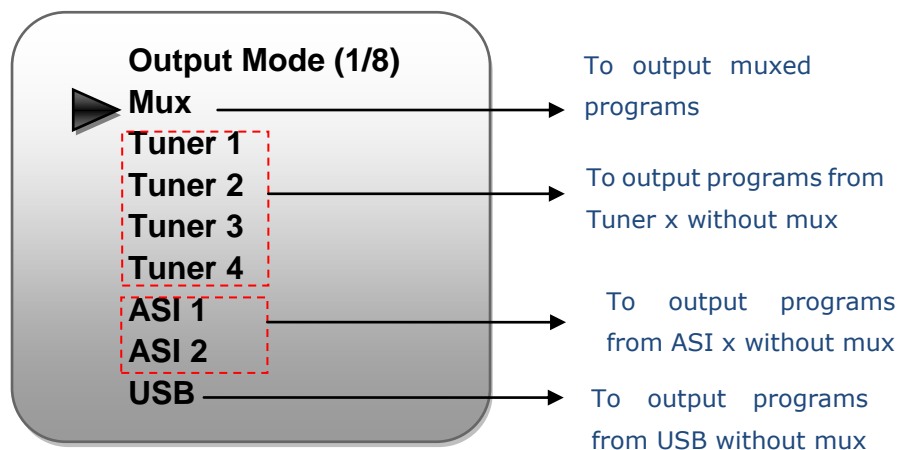 Output Mode (1/8)
Mux
Tuner 1
Tuner 2
Tuner 3
Tuner 4
ASI 1
ASI 2
USB
To output muxed
programs
To output programs from
Tuner x without mux
To output programs
from ASI x without mux
To output programs
from USB without mux